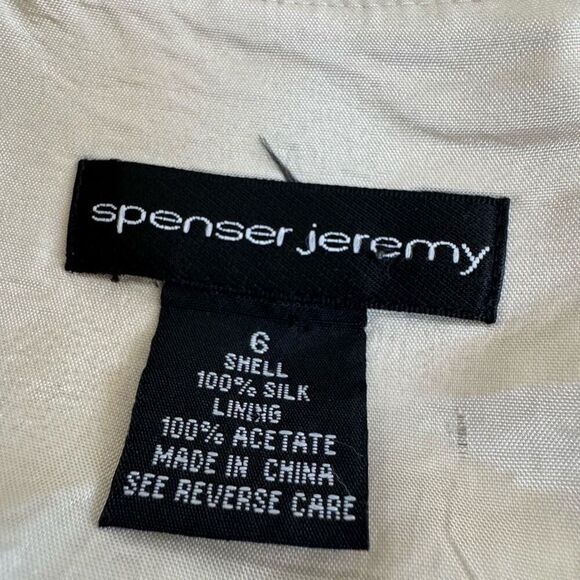 spenser jeremy
6
SHELL
100% SILK
LINING
100% ACETATE
MADE IN CHINA
SEE REVERSE CARE